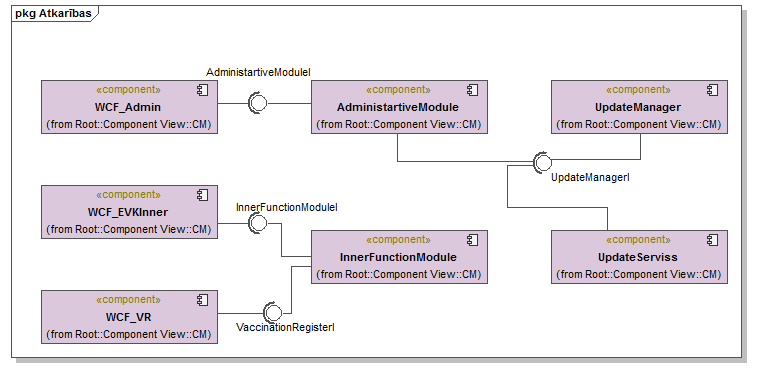 pkg Atkarības
AdministartiveModuleI
«component»
WCF_Admin
(from Root::Component View::CM)
«component»
AdministartiveModule
(from Root::Component View::CM)
«component»
UpdateManager
(from Root::Component View::CM)
UpdateManagerI
«component»
WCF_EVKInner
(from Root::Component View::CM)
InnerFunctionModuleI
«component»
InnerFunctionModule
(from Root::Component View::CM)
«component»
UpdateServiss
(from Root::Component View::CM)
«component»
WCF_VR
(from Root::Component View::CM)
VaccinationRegisterI